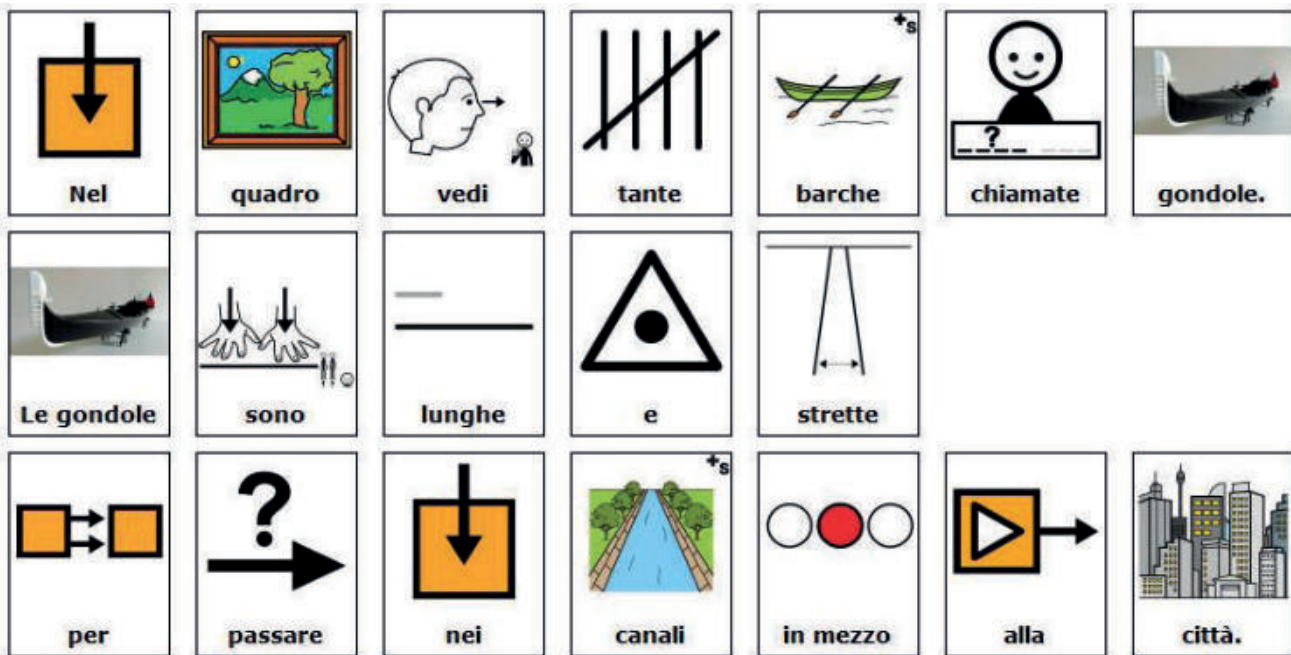 +s
Nel quadro vedi tante barche chiamate gondole.
?
Le gondole sono lunghe e strette
? +s
per passare nei canali in mezzo alla città.